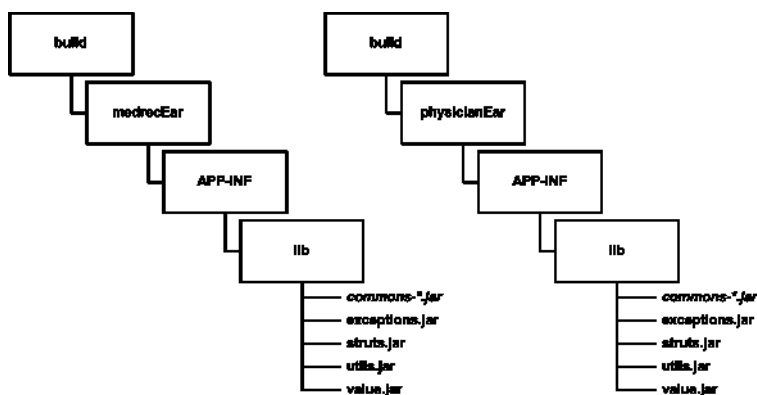 build
medrecEar
APP-INF
lib
commons-*.jar
exceptions.jar
struts.jar
utils.jar
value.jar
build
physicianEar
APP-INF
lib
commons-*.jar
exceptions.jar
struts.jar
utils.jar
value.jar